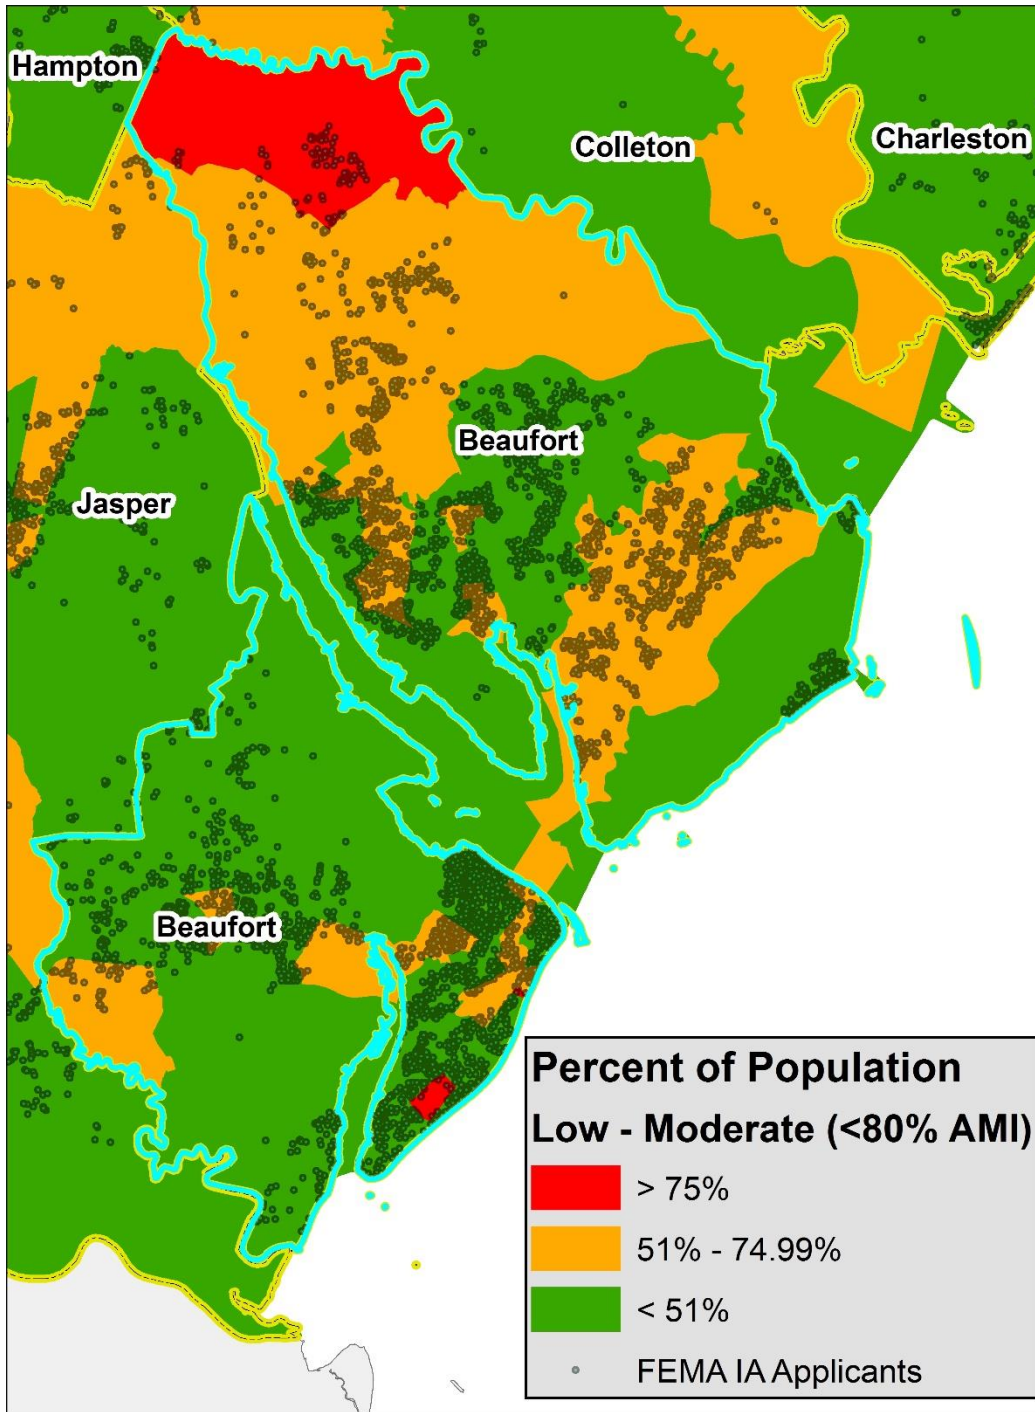 Hampton
Colleton
Charleston
Beaufort
Jasper
Beaufort
Percent of Population
Low - Moderate (<80% AMI)
> 75%
51% - 74.99%
< 51%
FEMA IA Applicants